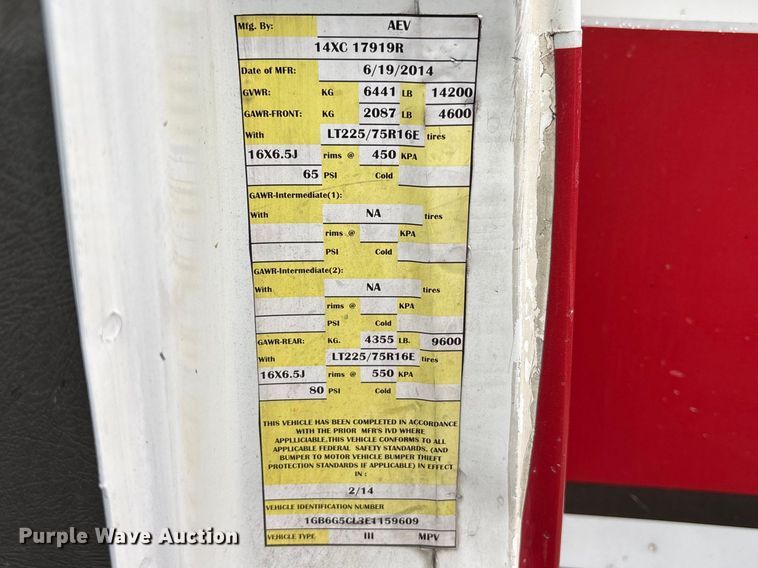 Mfg. By: AEV
14XC 17919R
Date of MFR: 6/19/2014
GVWR: KG 6441 LB 14200
GAWR-FRONT: KG 2087 LB 4600
With LT225/75R16E tires
16X6.5J rims @ 450 KPA
65 PSI Cold
GAWR-Intermediate(1):
With NA tires
rims @ KPA
PSI Cold
GAWR-Intermediate(2):
With NA tires
rims @ KPA
PSI Cold
GAWR-REAR: KG. 4355 LB. 9600
With LT225/75R16E tires
16X6.5J rims @ 550 KPA
80 PSI Cold
THIS VEHICLE HAS BEEN COMPLETED IN ACCORDANCE
WITH THE PRIOR MFR'S IVD WHERE
APPLLICIABLE.THIS VEHICLE CONFORMS TO ALL
APPLICABLE FEDERAL SAFETY STANDARDS. (AND
BUMPER TO MOTOR VEHICLE BUMPER THIEFT
PROTECTION STANDARDS IF APPLICABLE) IN EFFECT
IN :
2/14
VEHICLE IDENTIFICATION NUMBER
1GB6G5CL3E1159609
VEHICLE TYPE III MPV
Purple Wave Auction